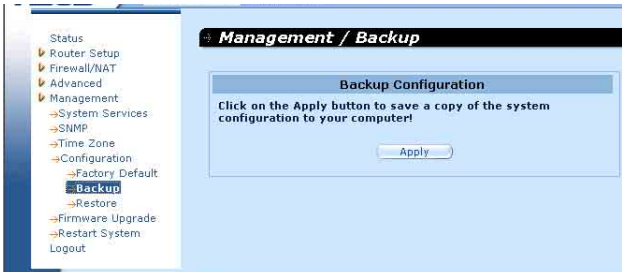 Status
Router Setup
Firewall/NAT
Advanced
Management
System Services
SNMP
Time Zone
Configuration
Factory Default
Backup
Restore
Firmware Upgrade
Restart System
Logout
Management / Backup
Backup Configuration
Click on the Apply button to save a copy of the system
configuration to your computer!
Apply